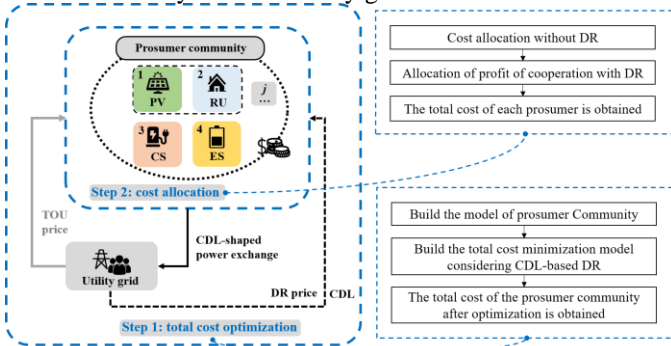 Prosumer community
1
PV
2
RU
j
...
3
CS
4
ES
Step 2: cost allocation
TOU
price
CDL-shaped
power exchange
Utility grid
DR price
CDL
Step 1: total cost optimization
Cost allocation without DR
Allocation of profit of cooperation with DR
The total cost of each prosumer is obtained
Build the model of prosumer Community
Build the total cost minimization model
considering CDL-based DR
The total cost of the prosumer community
after optimization is obtained